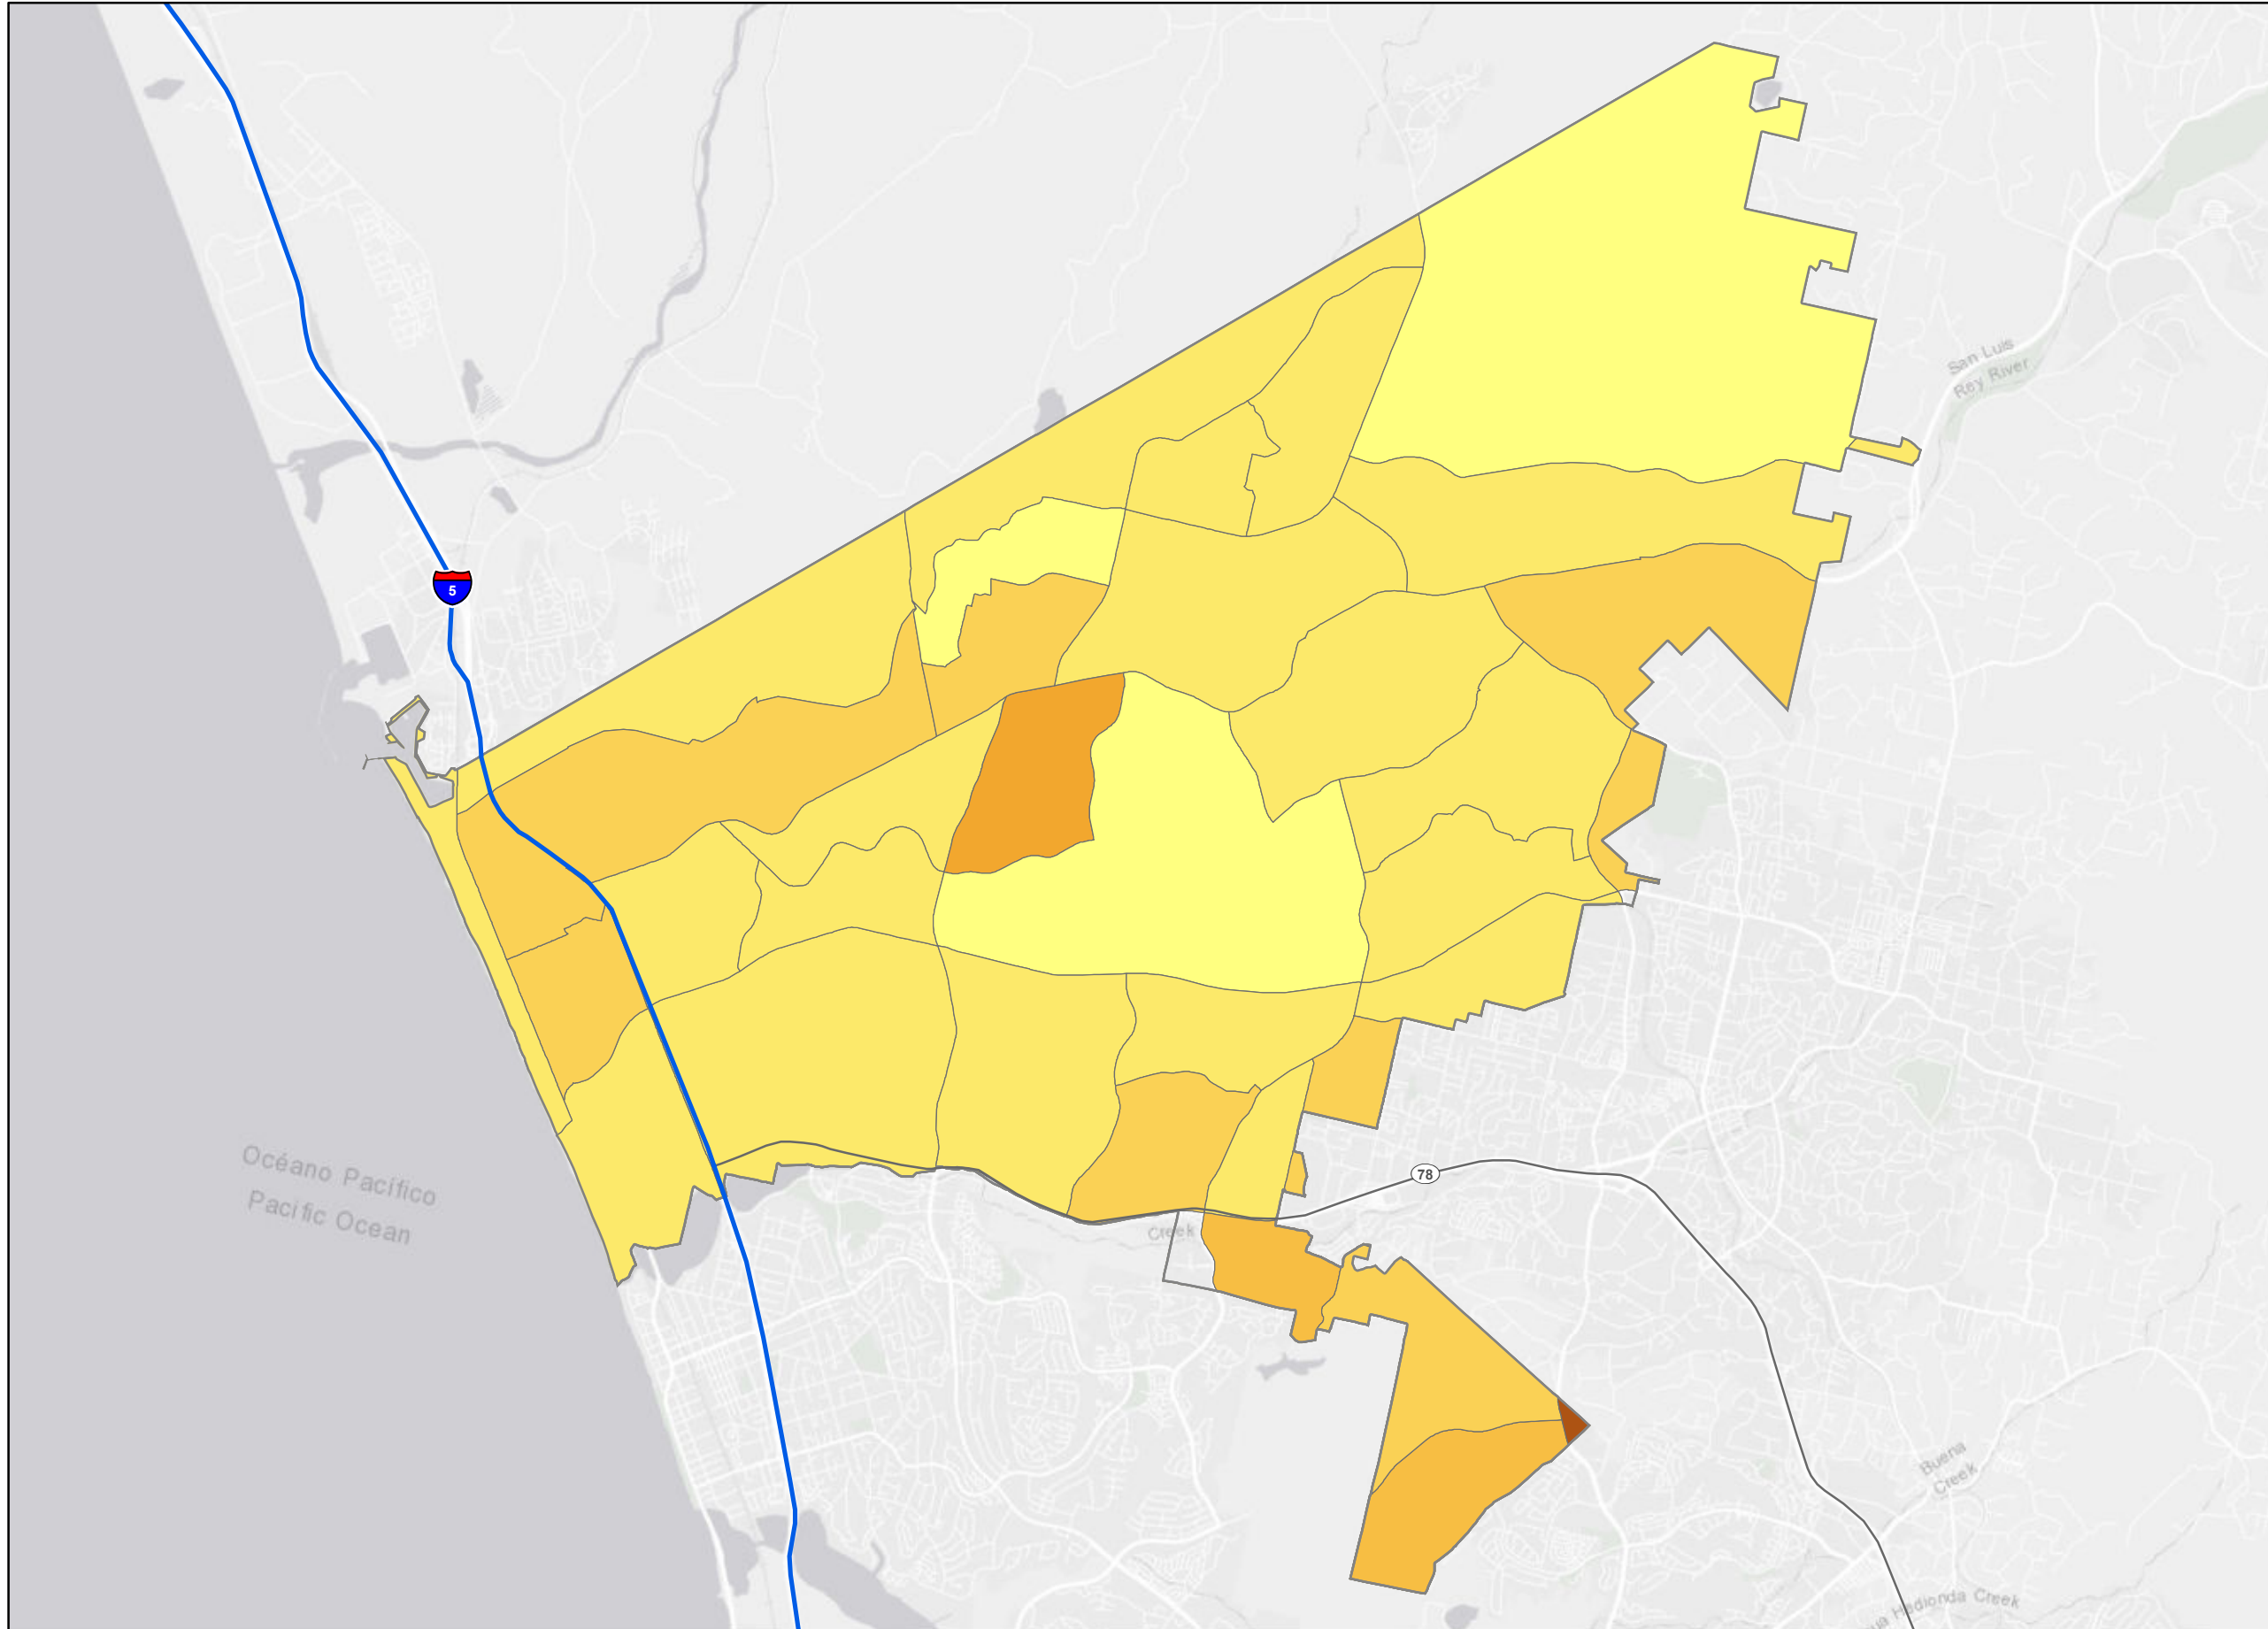 San Luis
Rey River
5
Océano Pacífico
Pacific Ocean
78
Creek
Buena
Creek
Hedionda Creek